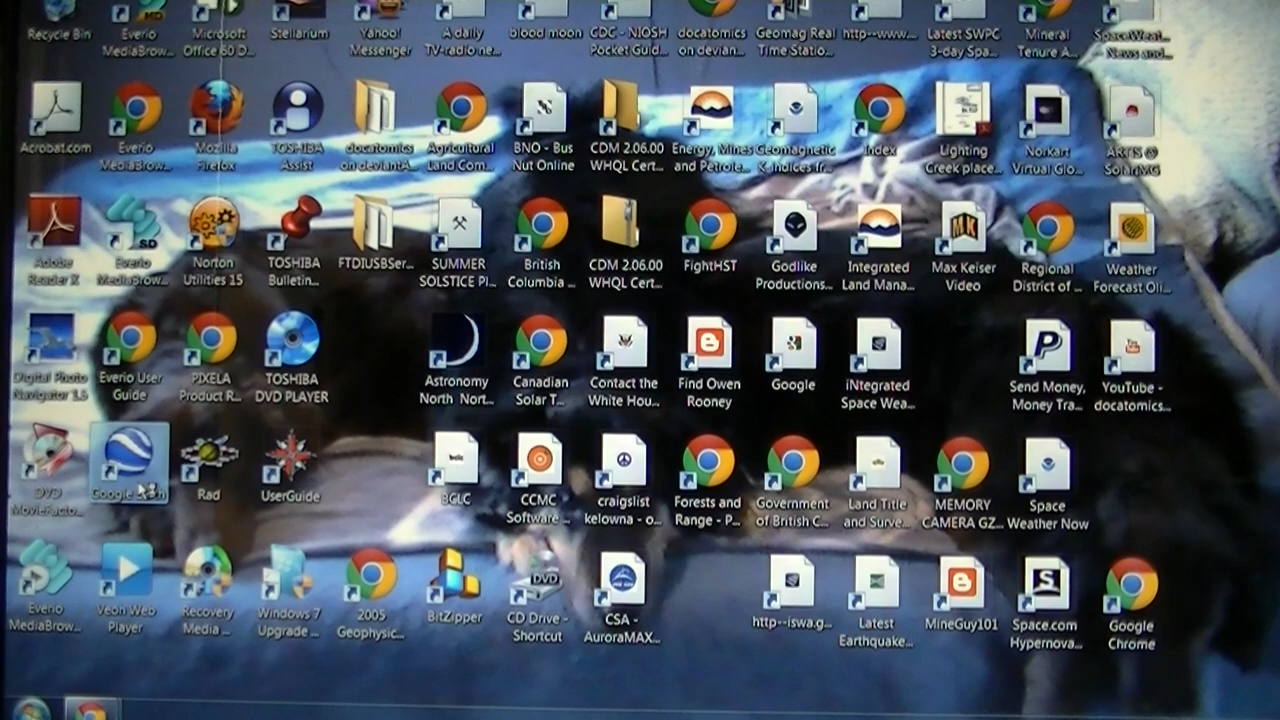 Recycle Bin
Everio
MediaBrow...
Microsoft
Office 60 D...
Stellarium
Yahoo!
Messenger
A daily
TV-radio ne...
blood moon
CDC - NIOSH
Pocket Guid...
docatomics
on devian...
Geomag Real
Time Statio...
http--www....
Latest SWPC
3-day Spa...
Mineral
Tenure A...
SpaceWeat...
News and...
Acrobat.com
Everio
MediaBrow...
Mozilla
Firefox
TOSHIBA
Assist
docatomics
on deviantA...
Agricultural
Land Com...
BNO - Bus
Nut Online
CDM 2.06.00
WHQL Cert...
Energy, Mines
and Petrole...
Geomagnetic
K-indices fr...
Index
Lighting
Creek place...
Norkart
Virtual Glo...
Adobe
Reader X
Everio
MediaBrow...
SD
Norton
Utilities 15
TOSHIBA
Bulletin...
FTDIUSBSer...
SUMMER
SOLSTICE Pl...
British
Columbia ...
CDM 2.06.00
WHQL Cert...
FightHST
Godlike
Productions...
Integrated
Land Mana...
MK
Max Keiser
Video
Regional
District of ...
Weather
Forecast Oli...
Digital Photo
Navigator 1.5
Everio User
Guide
PIXELA
Product R...
TOSHIBA
DVD PLAYER
Astronomy
North Nort...
Canadian
Solar T...
Contact the
White Hou...
Find Owen
Rooney
Google
iNtegrated
Space Wea...
Send Money,
Money Tra...
YouTube -
docatomics...
DVD
MovieFacto...
Google
Rad
UserGuide
bclc
BCLC
CCMC
Software ...
craigslist
kelowna - o...
Forests and
Range - P...
Government
of British C...
Land Title
and Surve...
MEMORY
CAMERA GZ...
Space
Weather Now
Everio
MediaBrow...
Veoh Web
Player
Recovery
Media ...
Windows 7
Upgrade ...
2005
Geophysic...
BitZipper
DVD
CD Drive -
Shortcut
CSA -
AuroraMAX...
http--iswa.g...
Latest
Earthquake...
MineGuy101
S
Space.com
Hypernova...
Google
Chrome